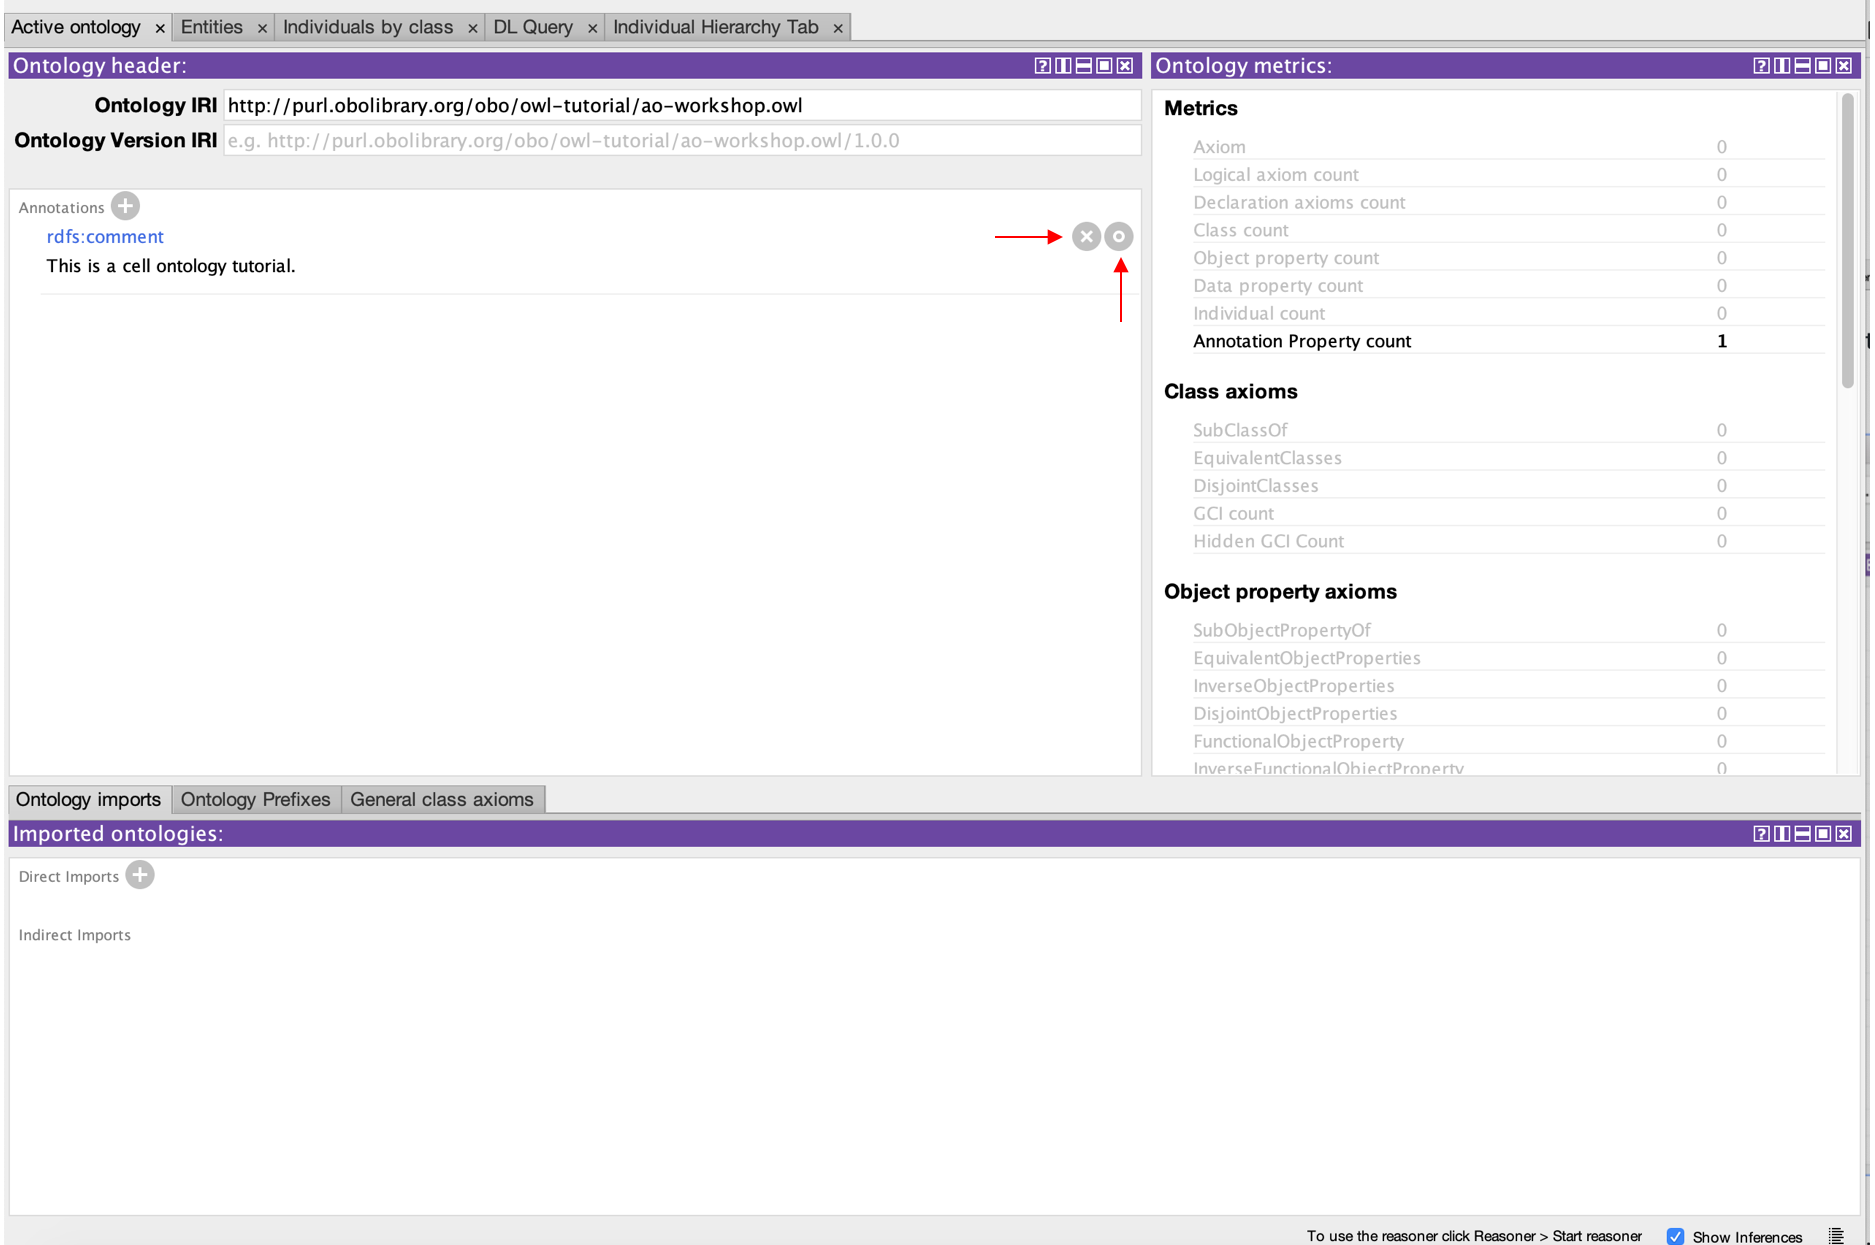 Active ontology × Entities × Individuals by class × DL Query × Individual Hierarchy Tab ×
Ontology header:
Ontology IRI http://purl.obolibrary.org/obo/owl-tutorial/ao-workshop.owl
Ontology Version IRI e.g. http://purl.obolibrary.org/obo/owl-tutorial/ao-workshop.owl/1.0.0
Annotations
rdfs:comment
This is a cell ontology tutorial.
Ontology metrics:
Metrics
Axiom 0
Logical axiom count 0
Declaration axioms count 0
Class count 0
Object property count 0
Data property count 0
Individual count 0
Annotation Property count 1
Class axioms
SubClassOf 0
EquivalentClasses 0
DisjointClasses 0
GCI count 0
Hidden GCI Count 0
Object property axioms
SubObjectPropertyOf 0
EquivalentObjectProperties 0
InverseObjectProperties 0
DisjointObjectProperties 0
FunctionalObjectProperty 0
InverseFunctionalObjectProperty 0
Ontology imports Ontology Prefixes General class axioms
Imported ontologies:
Direct Imports
Indirect Imports
To use the reasoner click Reasoner > Start reasoner Show Inferences